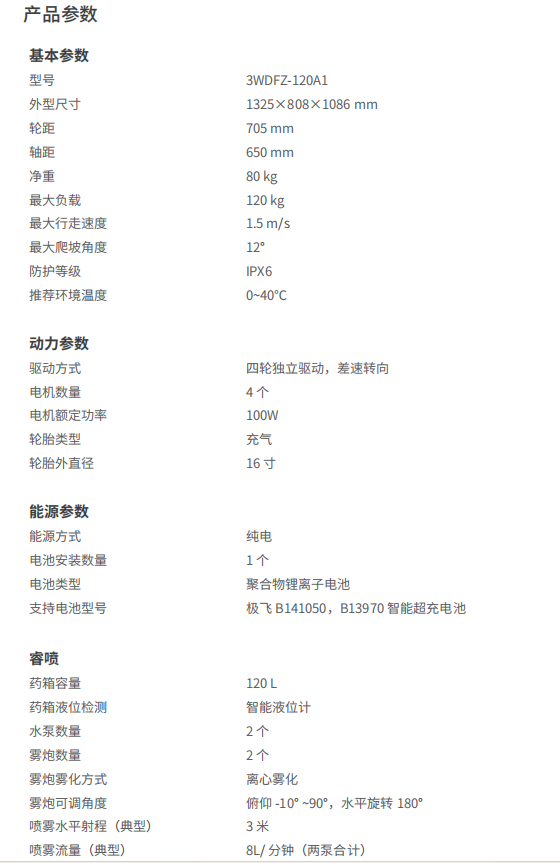 产品参数
基本参数
型号 3WDFZ-120A1
外型尺寸 1325×808×1086 mm
轮距 705 mm
轴距 650 mm
净重 80 kg
最大负载 120 kg
最大行走速度 1.5 m/s
最大爬坡角度 12°
防护等级 IPX6
推荐环境温度 0~40℃
动力参数
驱动方式 四轮独立驱动，差速转向
电机数量 4 个
电机额定功率 100W
轮胎类型 充气
轮胎外直径 16 寸
能源参数
能源方式 纯电
电池安装数量 1 个
电池类型 聚合物锂离子电池
支持电池型号 极飞 B141050，B13970 智能超充电池
睿喷
药箱容量 120 L
药箱液位检测 智能液位计
水泵数量 2 个
雾炮数量 2 个
雾炮雾化方式 离心雾化
雾炮可调角度 俯仰 -10° ~90°，水平旋转 180°
喷雾水平射程（典型） 3 米
喷雾流量（典型） 8L/ 分钟（两泵合计）